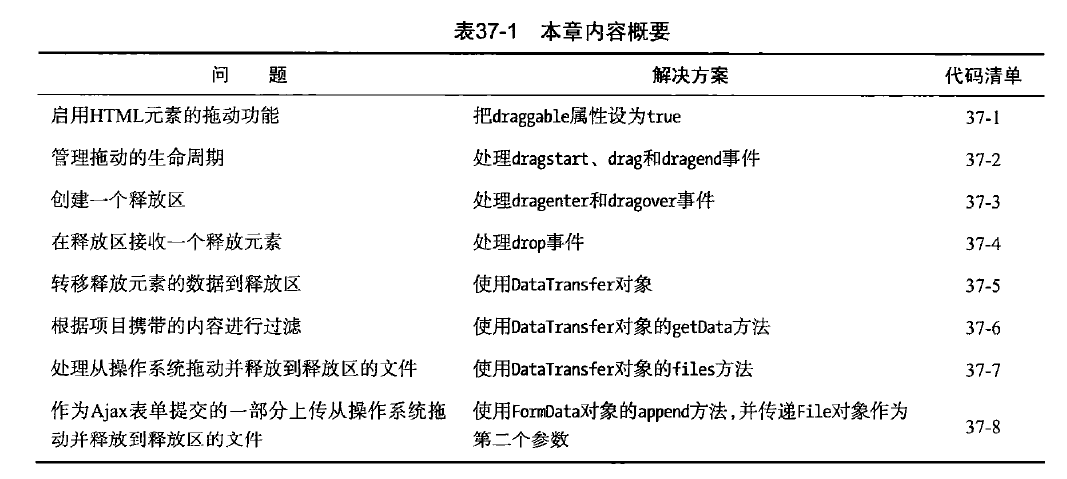 表37-1 本章内容概要
问 题 解决方案 代码清单
启用HTML元素的拖动功能 把draggable属性设为true 37-1
管理拖动的生命周期 处理dragstart、drag和dragend事件 37-2
创建一个释放区 处理dragenter和dragover事件 37-3
在释放区接收一个释放元素 处理drop事件 37-4
转移释放元素的数据到释放区 使用DataTransfer对象 37-5
根据项目携带的内容进行过滤 使用DataTransfer对象的getData方法 37-6
处理从操作系统拖动并释放到释放区的文件 使用DataTransfer对象的files方法 37-7
作为Ajax表单提交的一部分上传从操作系统拖 使用FormData对象的append方法,并传递File对象作为 37-8
动并释放到释放区的文件 第二个参数